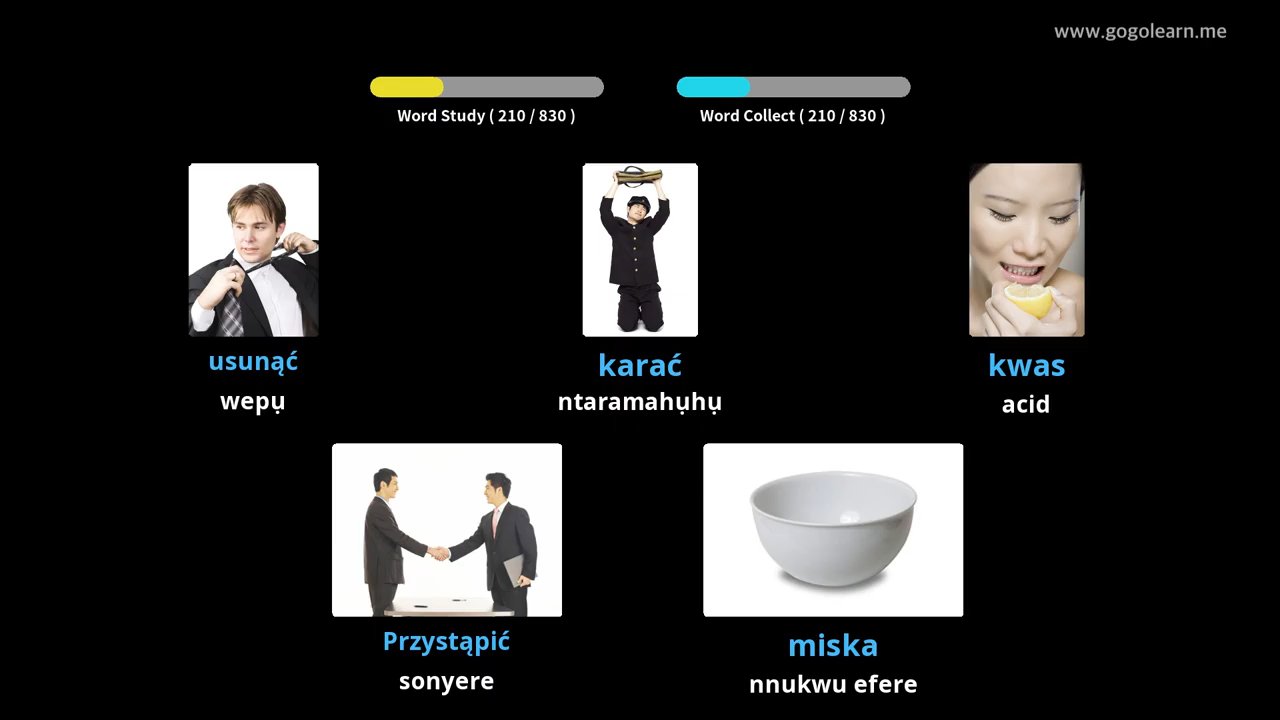 www.gogolearn.me
Word Study ( 210 / 830 )
Word Collect ( 210 / 830 )
usunąć
wepụ
karać
ntaramahụhụ
kwas
acid
Przystąpić
sonyere
miska
nnukwu efere